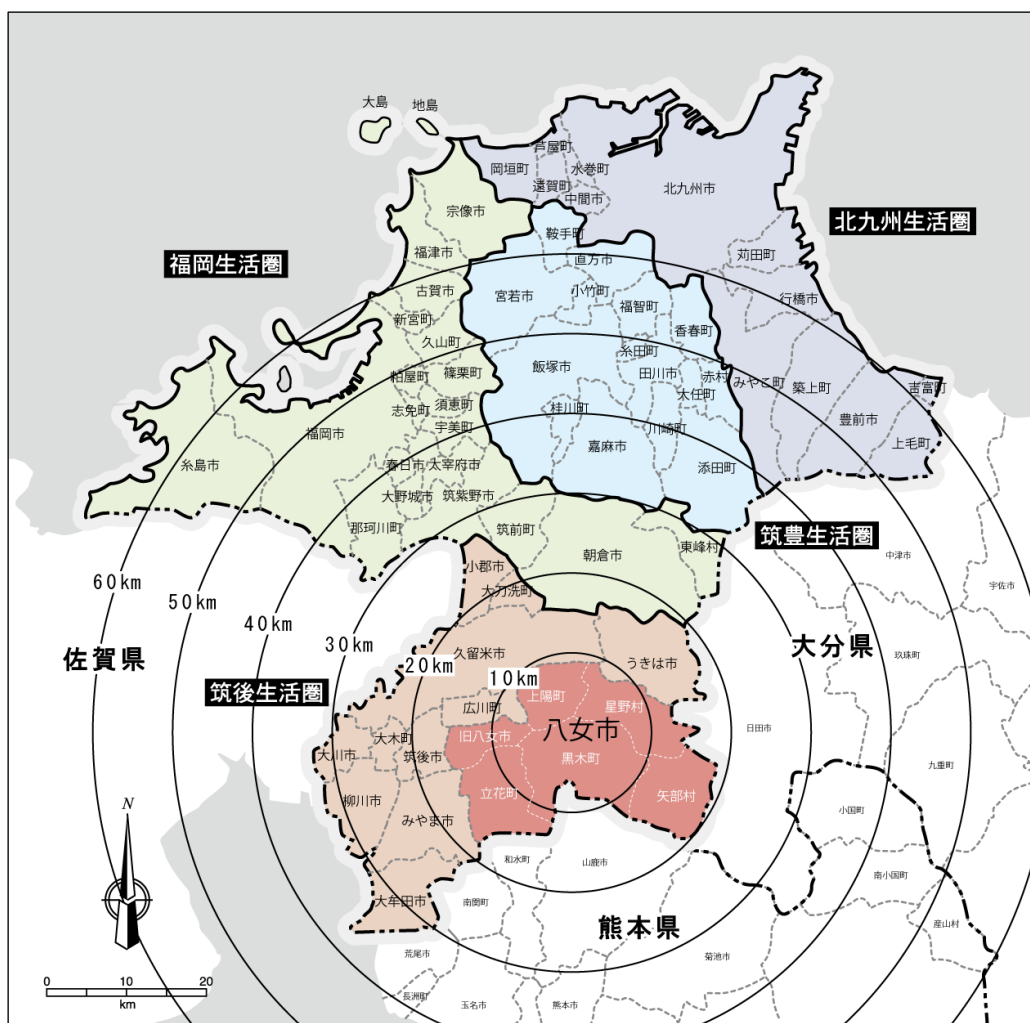 大島
地島
芦屋町
岡垣町
水巻町
遠賀町
中間市
北九州市
宗像市
鞍手町
北九州生活圏
福津市
直方市
苅田町
福岡生活圏
古賀市
宮若市
小竹町
福智町
行橋市
新宮町
久山町
香春町
糸田町
粕屋町
篠栗町
飯塚市
田川市
赤村
みやこ町
築上町
吉富町
志免町
須恵町
桂川町
大任町
宇美町
川崎町
豊前市
福岡市
嘉麻市
上毛町
糸島市
春日市
太宰府市
添田町
大野城市
筑紫野市
那珂川町
筑前町
朝倉市
東峰村
筑豊生活圏
中津市
小郡市
60km
大刀洗町
宇佐市
50km
40km
佐賀県
30km
久留米市
大分県
玖珠町
20km
うきは市
10km
筑後生活圏
上陽町
広川町
星野村
八女市
日田市
大木町
旧八女市
大川市
筑後市
黒木町
九重町
柳川市
立花町
矢部村
小国町
みやま市
N
和水町
山鹿市
南小国町
大牟田市
南関町
熊本県
産山村
荒尾市
菊池市
長洲町
玉名市
熊本市
0 10 20
km